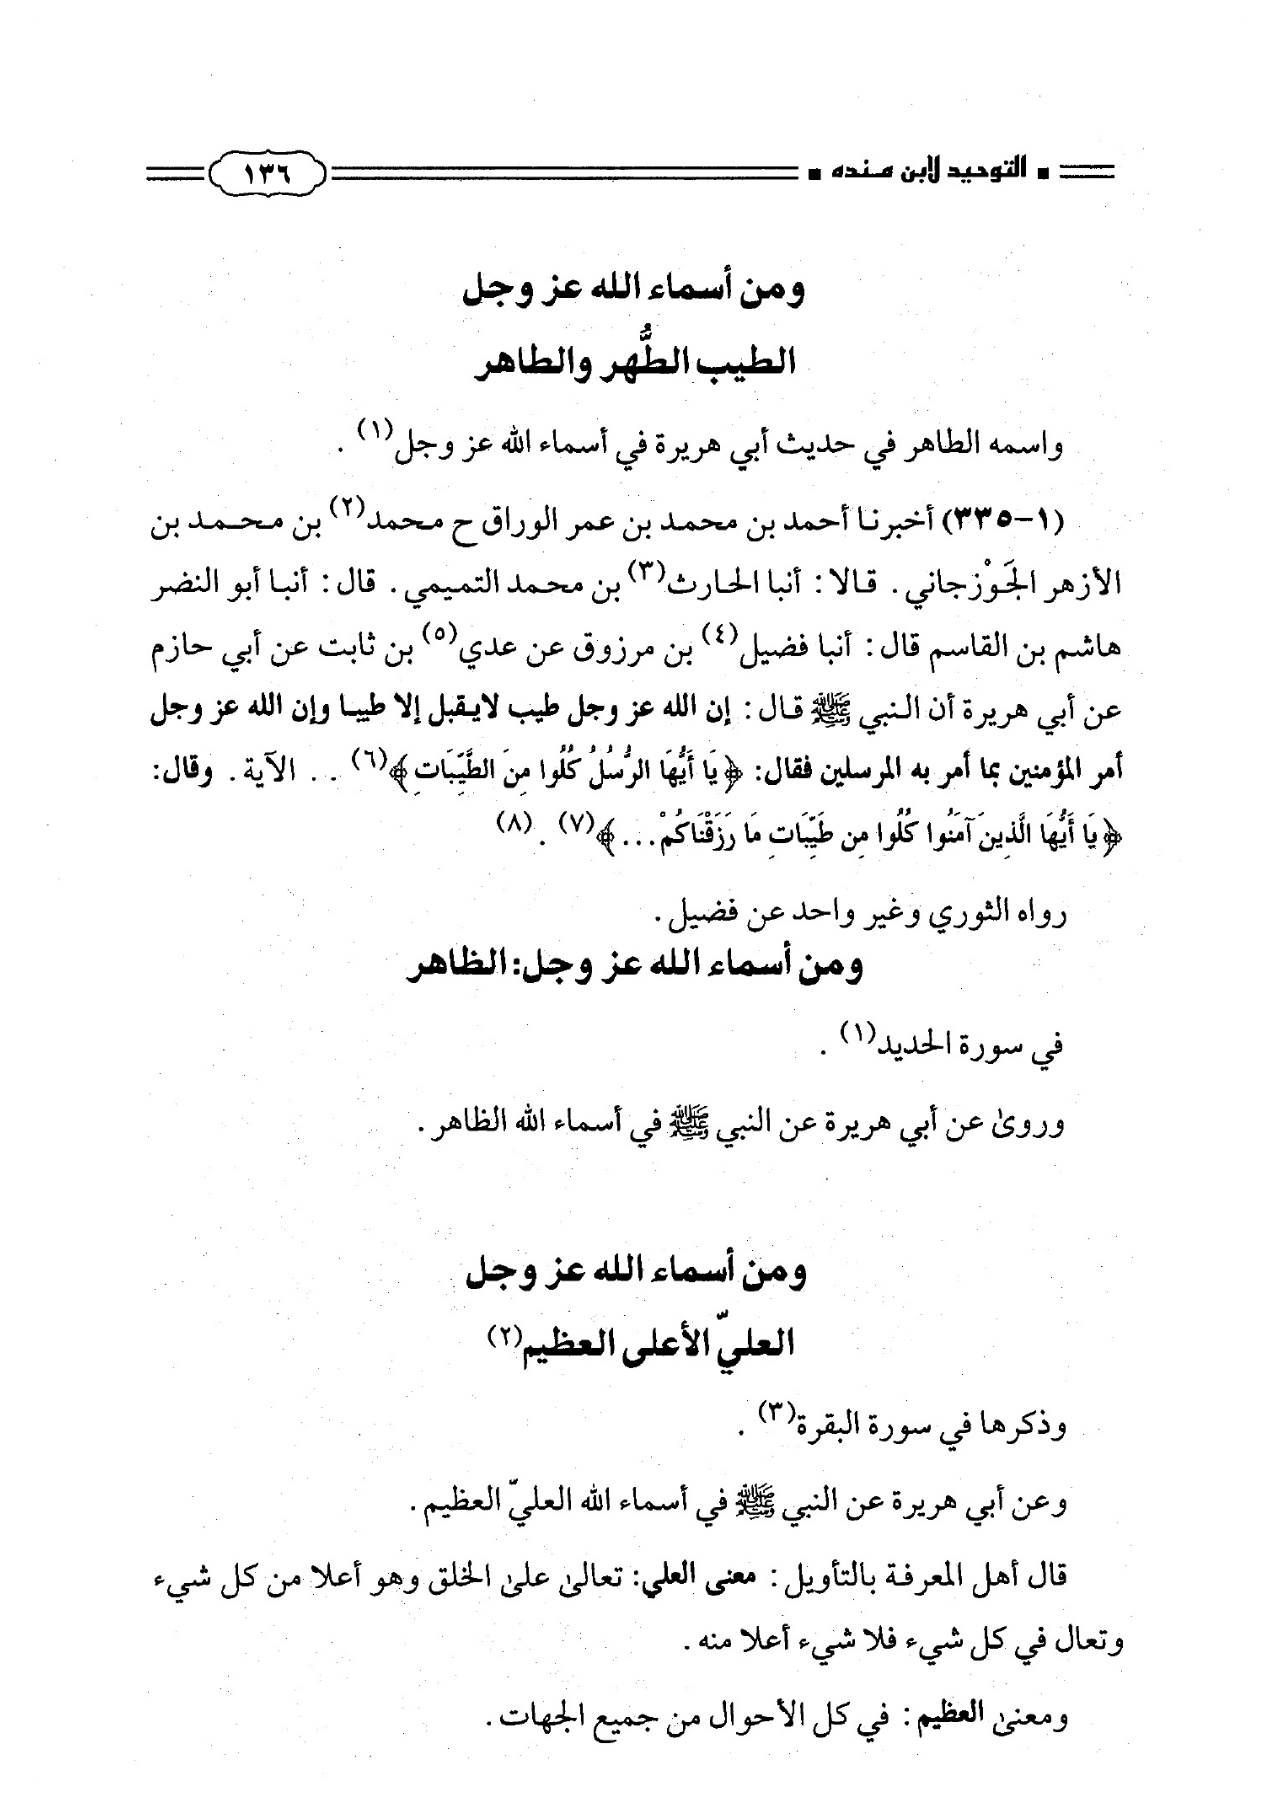 التوحيد لابن منده ١٣٦
ومن أسماء الله عز وجل
الطيب الطُّهر والطاهر
واسمه الطاهر في حديث أبي هريرة في أسماء الله عز وجل(١) .
(١-٣٣٥) أخبرنا أحمد بن محمد بن عمر الوراق ح محمد(٢) بن محمد بن
الأزهر الجَوْزجاني. قالا: أنبا الحارث(٣) بن محمد التميمي. قال: أنبا أبو النضر
هاشم بن القاسم قال: أنبا فضيل(٤) بن مرزوق عن عدي(٥) بن ثابت عن أبي حازم
عن أبي هريرة أن النبي ﷺ قال: إن الله عز وجل طيب لايقبل إلا طيبا وإن الله عز وجل
أمر المؤمنين بما أمر به المرسلين فقال: ﴿يَا أَيُّهَا الرُّسُلُ كُلُوا مِنَ الطَّيِّبَاتِ﴾(٦) .. الآية. وقال:
﴿يَا أَيُّهَا الَّذِينَ آمَنُوا كُلُوا مِن طَيِّبَاتِ مَا رَزَقْنَاكُمْ...﴾(٧) .(٨)
رواه الثوري وغير واحد عن فضيل.
ومن أسماء الله عز وجل: الظاهر
في سورة الحديد(١) .
وروىٰ عن أبي هريرة عن النبي ﷺ في أسماء الله الظاهر.
ومن أسماء الله عز وجل
العليّ الأعلى العظيم(٢)
وذكرها في سورة البقرة(٣) .
وعن أبي هريرة عن النبي ﷺ في أسماء الله العليّ العظيم.
قال أهل المعرفة بالتأويل: معنى العلي: تعالىٰ علىٰ الخلق وهو أعلا من كل شيء
وتعال في كل شيء فلا شيء أعلا منه.
ومعنىٰ العظيم: في كل الأحوال من جميع الجهات.